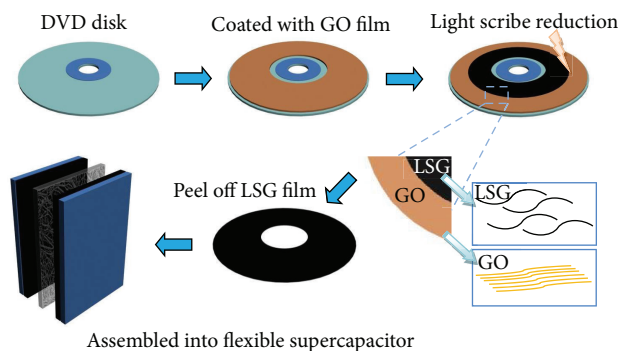 DVD disk
Coated with GO film
Light scribe reduction
LSG
GO
Peel off LSG film
LSG
GO
Assembled into flexible supercapacitor